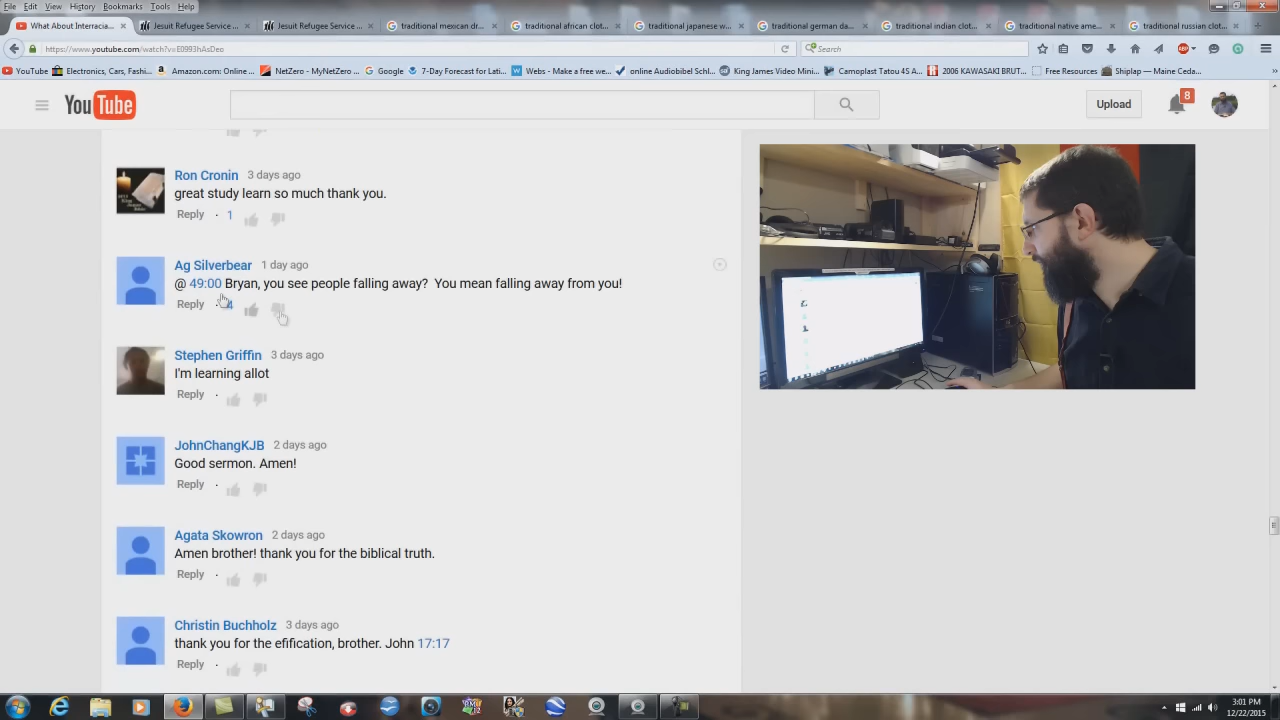 File Edit View History Bookmarks Tools Help
What About Interracia... Jesuit Refugee Service ... Jesuit Refugee Service ... traditional mexican dr... traditional african clot... traditional japanese w... traditional german da... traditional indian clot... traditional native ame... traditional russian clot...
https://www.youtube.com/watch?v=E0993hAsDeo Search
YouTube Electronics, Cars, Fashi... Amazon.com: Online ... NetZero - MyNetZero ... Google 7-Day Forecast for Lati... Webs - Make a free we... online Audiobibel Schl... King James Video Mini... Camoplast Tatou 4S A... 2006 KAWASAKI BRUT... Free Resources Shiplap — Maine Ceda...
YouTube Upload 8
Ron Cronin 3 days ago
great study learn so much thank you.
Reply · 1
Ag Silverbear 1 day ago
@ 49:00 Bryan, you see people falling away? You mean falling away from you!
Reply · 4
Stephen Griffin 3 days ago
I'm learning allot
Reply ·
JohnChangKJB 2 days ago
Good sermon. Amen!
Reply ·
Agata Skowron 2 days ago
Amen brother! thank you for the biblical truth.
Reply ·
Christin Buchholz 3 days ago
thank you for the efification, brother. John 17:17
Reply ·
3:01 PM
12/22/2015